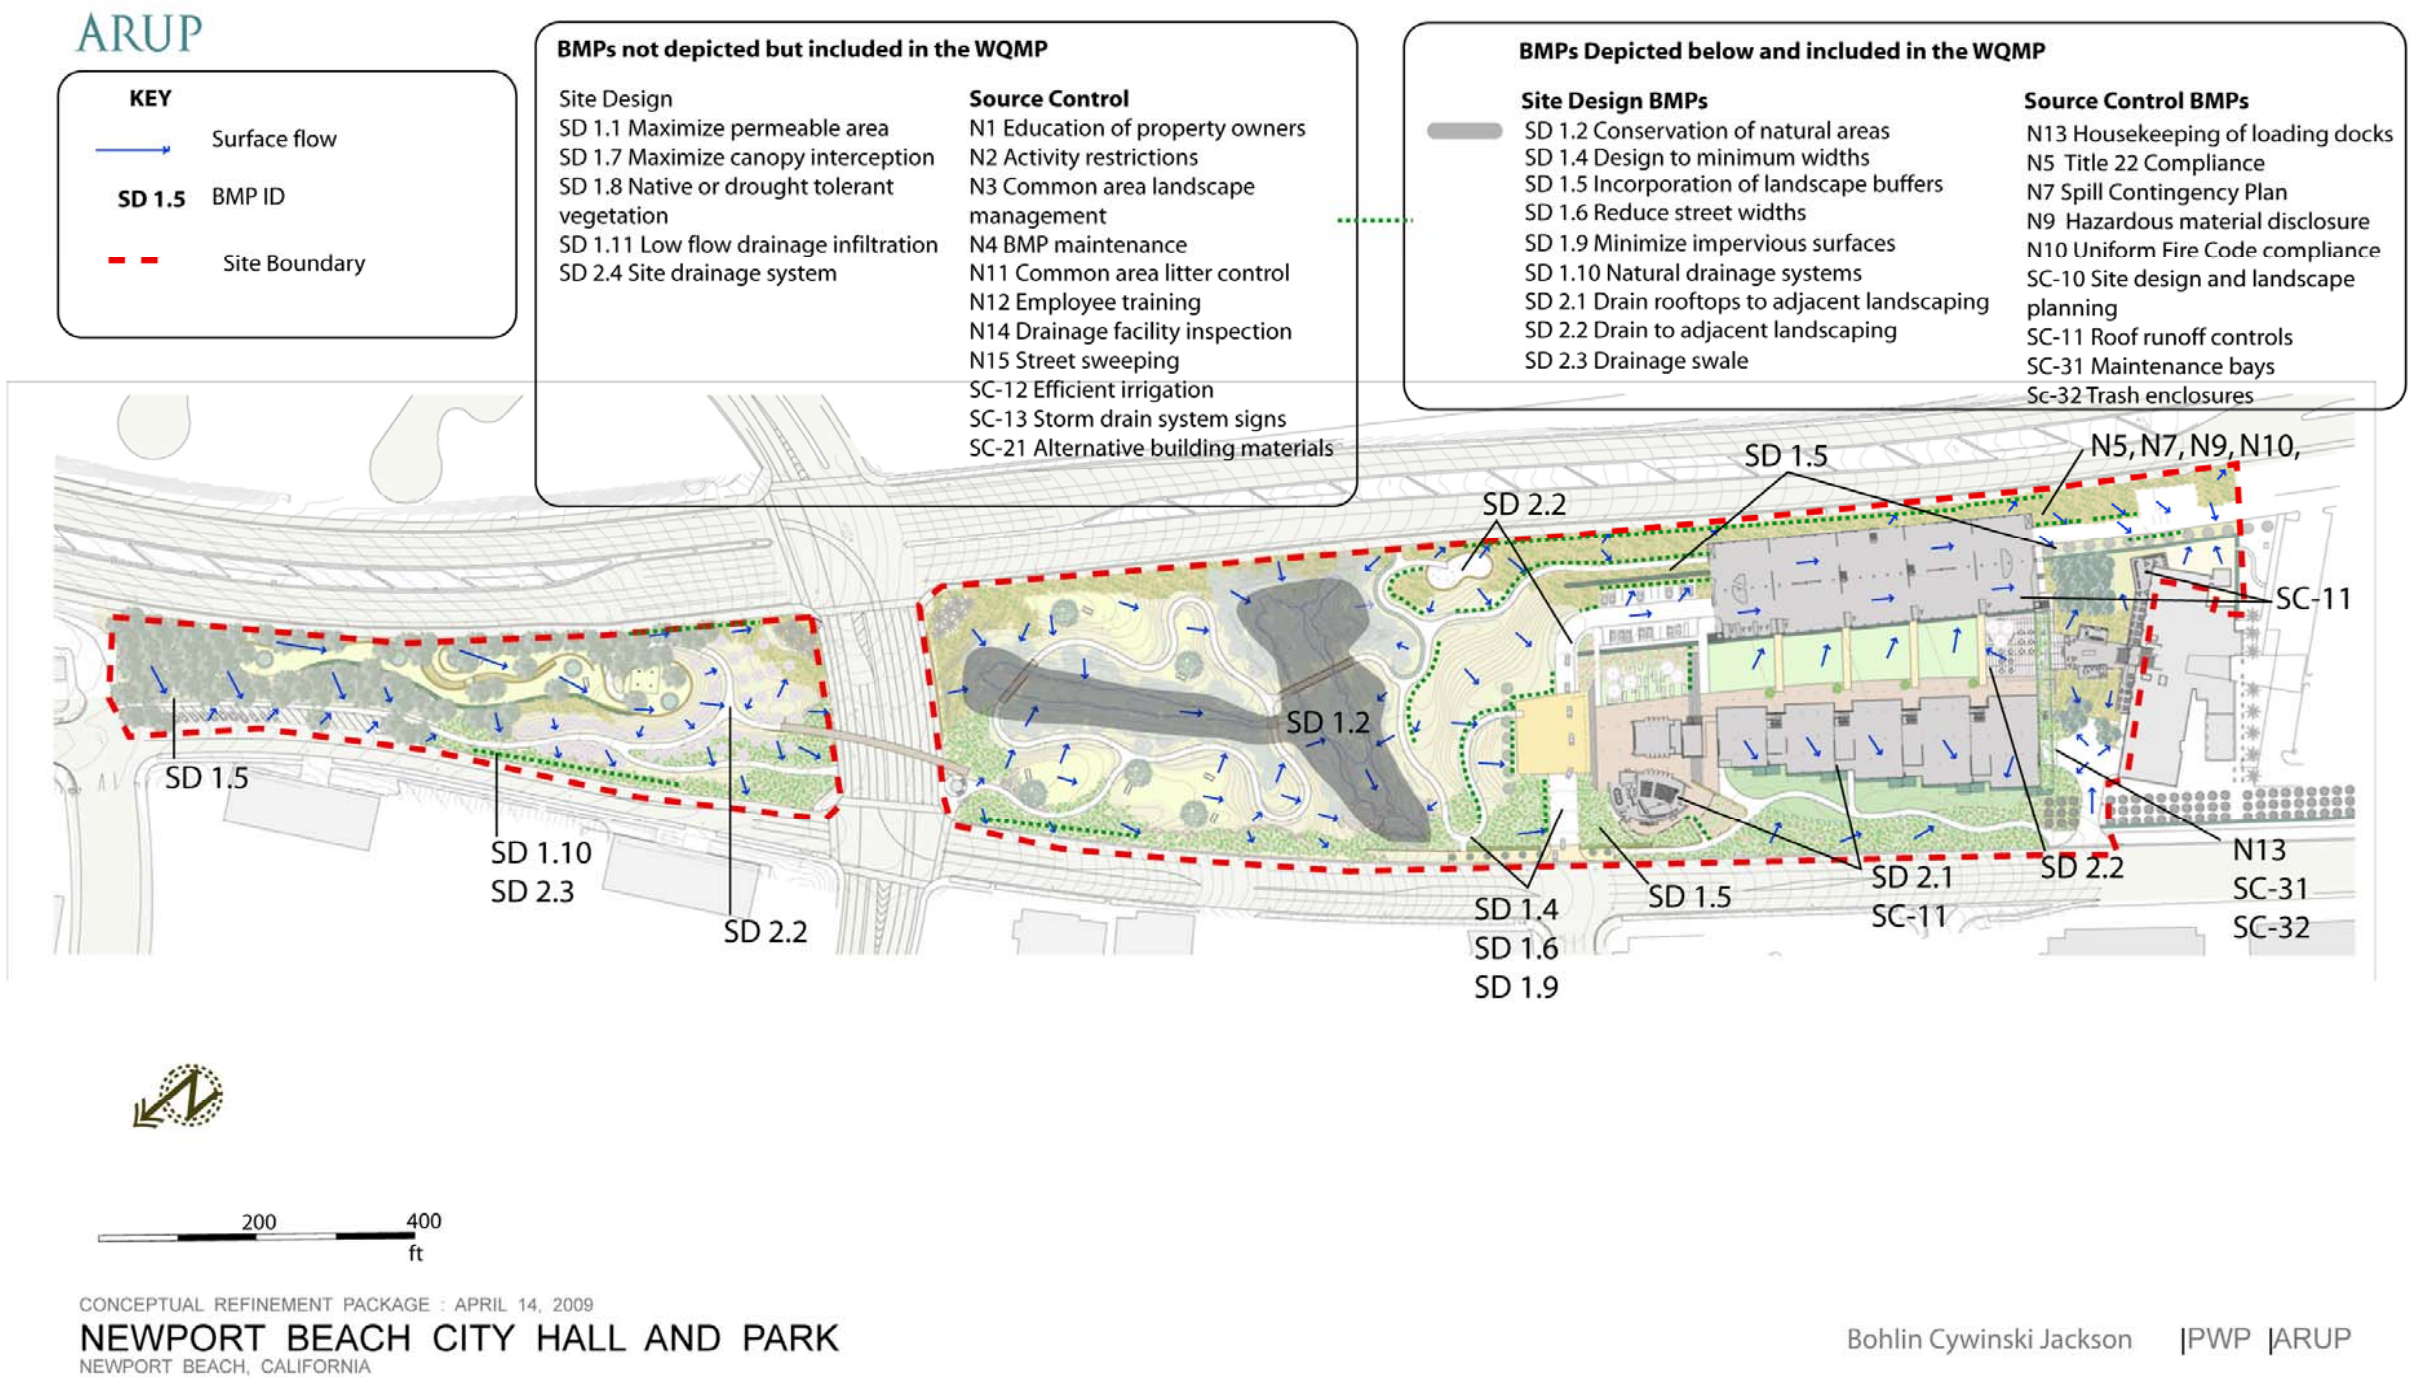 ARUP
KEY
Surface flow
SD 1.5 BMP ID
Site Boundary
BMPs not depicted but included in the WQMP
Site Design
SD 1.1 Maximize permeable area
SD 1.7 Maximize canopy interception
SD 1.8 Native or drought tolerant
vegetation
SD 1.11 Low flow drainage infiltration
SD 2.4 Site drainage system
Source Control
N1 Education of property owners
N2 Activity restrictions
N3 Common area landscape
management
N4 BMP maintenance
N11 Common area litter control
N12 Employee training
N14 Drainage facility inspection
N15 Street sweeping
SC-12 Efficient irrigation
SC-13 Storm drain system signs
SC-21 Alternative building materials
BMPs Depicted below and included in the WQMP
Site Design BMPs
SD 1.2 Conservation of natural areas
SD 1.4 Design to minimum widths
SD 1.5 Incorporation of landscape buffers
SD 1.6 Reduce street widths
SD 1.9 Minimize impervious surfaces
SD 1.10 Natural drainage systems
SD 2.1 Drain rooftops to adjacent landscaping
SD 2.2 Drain to adjacent landscaping
SD 2.3 Drainage swale
Source Control BMPs
N13 Housekeeping of loading docks
N5 Title 22 Compliance
N7 Spill Contingency Plan
N9 Hazardous material disclosure
N10 Uniform Fire Code compliance
SC-10 Site design and landscape
planning
SC-11 Roof runoff controls
SC-31 Maintenance bays
Sc-32 Trash enclosures
SD 1.5
N5, N7, N9, N10,
SD 2.2
SC-11
SD 1.2
SD 1.5
SD 1.10
SD 2.3
SD 2.2
SD 1.4
SD 1.6
SD 1.9
SD 1.5
SD 2.1
SC-11
SD 2.2
N13
SC-31
SC-32
N
200 400
ft
CONCEPTUAL REFINEMENT PACKAGE : APRIL 14, 2009
NEWPORT BEACH CITY HALL AND PARK
NEWPORT BEACH, CALIFORNIA
Bohlin Cywinski Jackson |PWP |ARUP